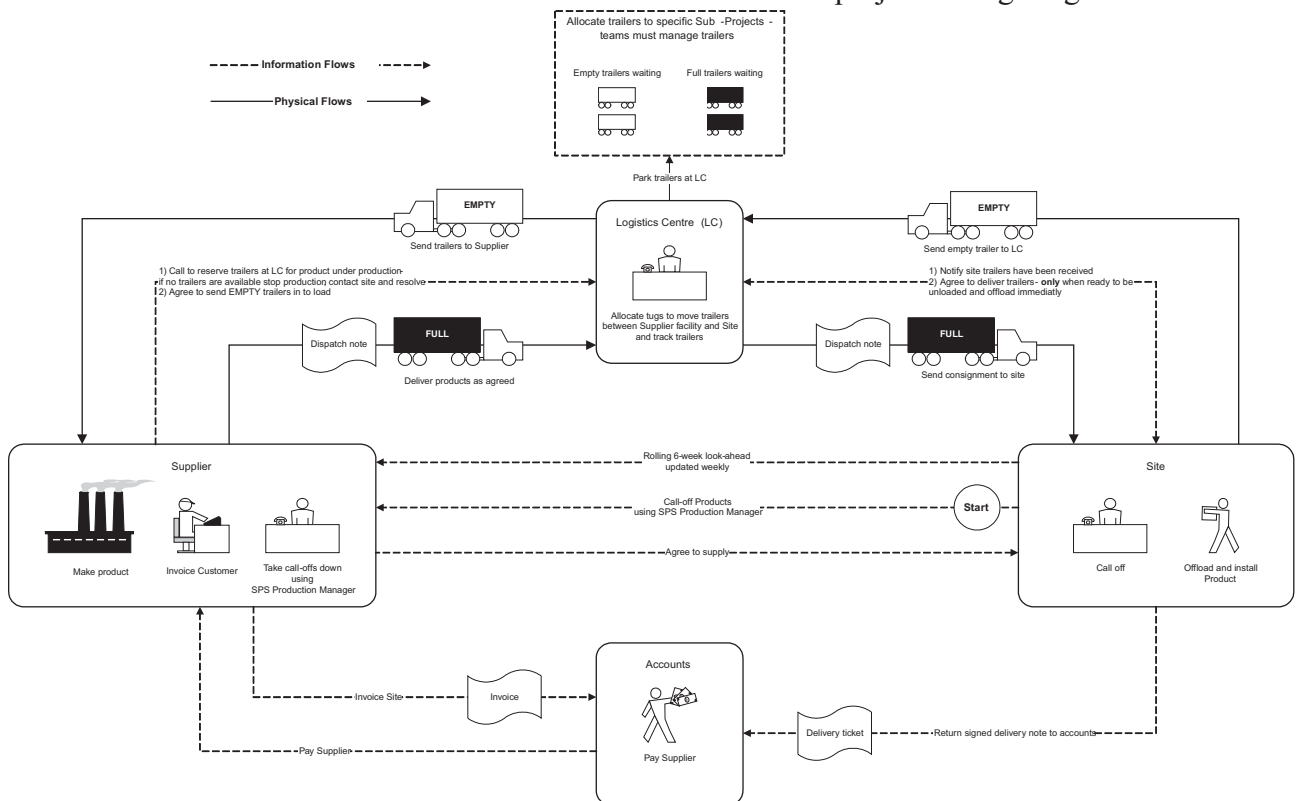 Allocate trailers to specific Sub -Projects -
teams must manage trailers
Information Flows
Empty trailers waiting
Full trailers waiting
Physical Flows
Park trailers at LC
EMPTY
Send trailers to Supplier
Logistics Centre (LC)
EMPTY
Send empty trailer to LC
1) Call to reserve trailers at LC for product under production-
if no trailers are available stop production, contact site and resolve
2) Agree to send EMPTY trailers in to load
1) Notify site trailers have been received
2) Agree to deliver trailers- only when ready to be
unloaded and offload immediatly
Allocate tugs to move trailers
between Supplier facility and Site
and track trailers
Dispatch note
FULL
Deliver products as agreed
Dispatch note
FULL
Send consignment to site
Supplier
Rolling 6-week look-ahead
updated weekly
Site
Call-off Products
using SPS Production Manager
Start
Agree to supply
Make product
Invoice Customer
Take call-offs down
using
SPS Production Manager
Call off
Offload and install
Product
Accounts
Invoice Site
Invoice
Pay Supplier
Pay Supplier
Delivery ticket
Return signed delivery note to accounts